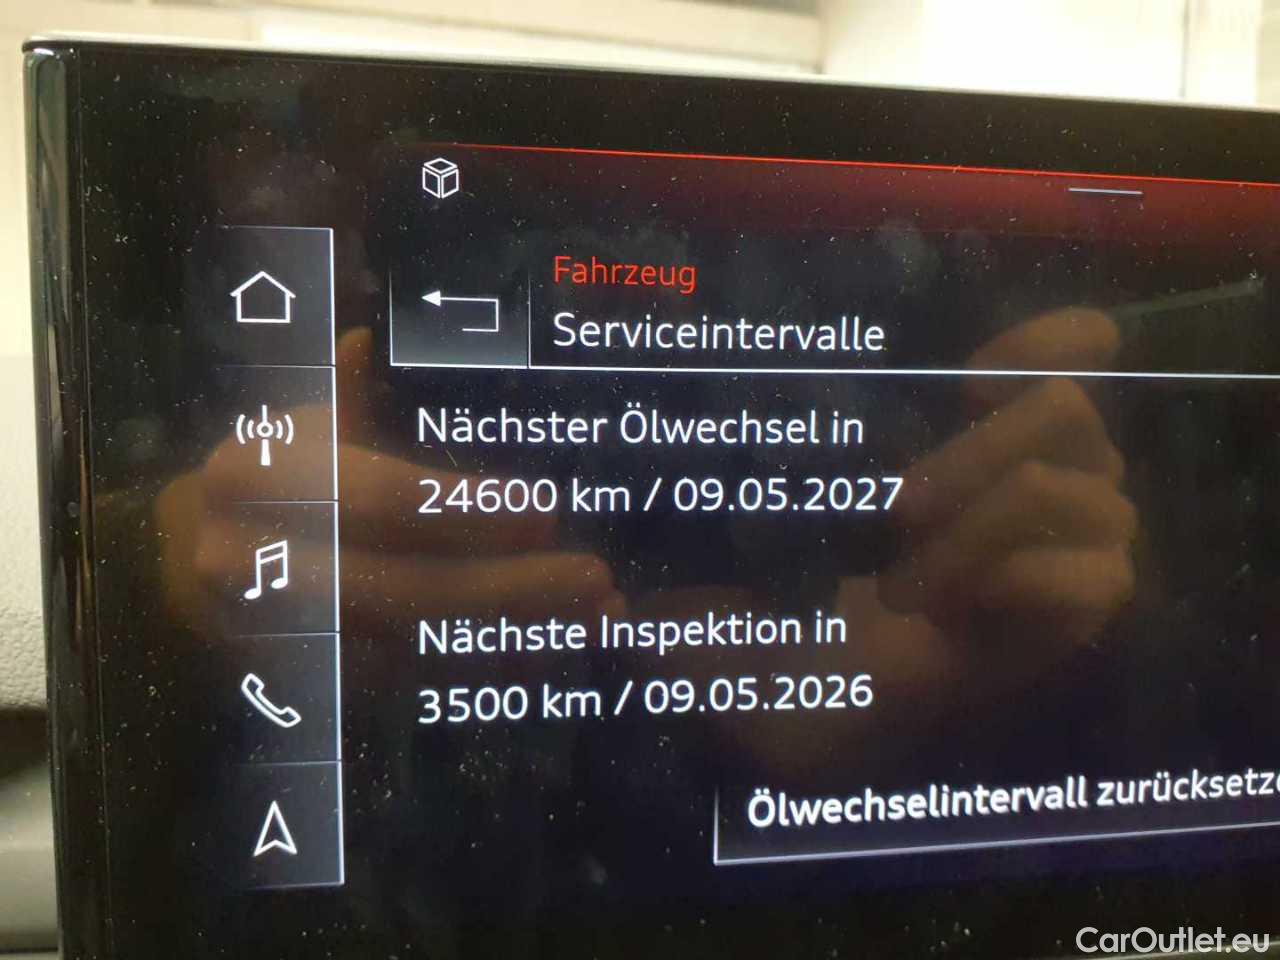 Fahrzeug
Serviceintervalle
Nächster Ölwechsel in
24600 km / 09.05.2027
Nächste Inspektion in
3500 km / 09.05.2026
Ölwechselintervall zurücksetze
CarOutlet.eu